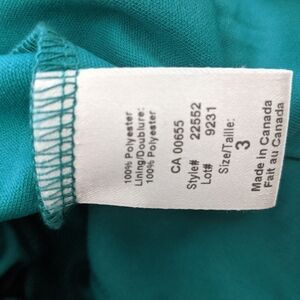 100% Polyester
Lining/Doublure:
100% Polyester
CA 00655
Style# 22552
Lot# 9231
Size/Taille:
3
Made in Canada
Fait au Canada